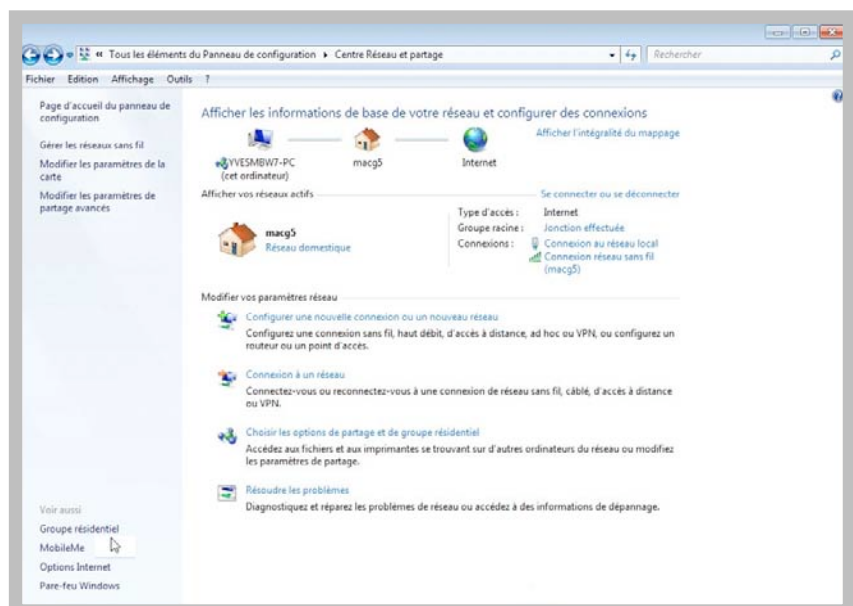 « Tous les éléments du Panneau de configuration ▸ Centre Réseau et partage
Rechercher
Fichier Edition Affichage Outils ?
Page d'accueil du panneau de
configuration
Gérer les réseaux sans fil
Modifier les paramètres de la
carte
Modifier les paramètres de
partage avancés
Afficher les informations de base de votre réseau et configurer des connexions
Afficher l'intégralité du mappage
YVESMBW7-PC
(cet ordinateur)
macg5
Internet
Afficher vos réseaux actifs
Se connecter ou se déconnecter
macg5
Réseau domestique
Type d'accès : Internet
Groupe racine : Jonction effectuée
Connexions : Connexion au réseau local
Connexion réseau sans fil
(macg5)
Modifier vos paramètres réseau
Configurer une nouvelle connexion ou un nouveau réseau
Configurez une connexion sans fil, haut débit, d'accès à distance, ad hoc ou VPN, ou configurez un
routeur ou un point d'accès.
Connexion à un réseau
Connectez-vous ou reconnectez-vous à une connexion de réseau sans fil, câblé, d'accès à distance
ou VPN.
Choisir les options de partage et de groupe résidentiel
Accédez aux fichiers et aux imprimantes se trouvant sur d'autres ordinateurs du réseau ou modifiez
les paramètres de partage.
Résoudre les problèmes
Diagnostiquez et réparez les problèmes de réseau ou accédez à des informations de dépannage.
Voir aussi
Groupe résidentiel
MobileMe
Options Internet
Pare-feu Windows